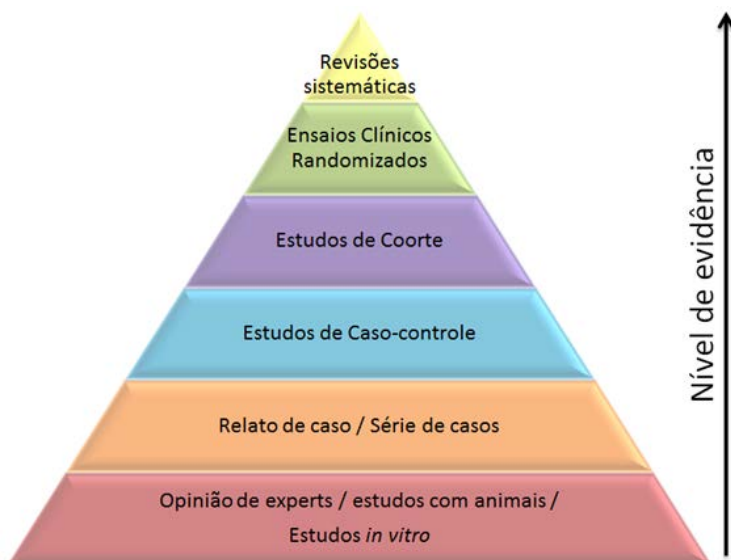 Revisões
sistemáticas
Ensaios Clínicos
Randomizados
Estudos de Coorte
Estudos de Caso-controle
Relato de caso / Série de casos
Opinião de experts / estudos com animais /
Estudos in vitro
Nível de evidência